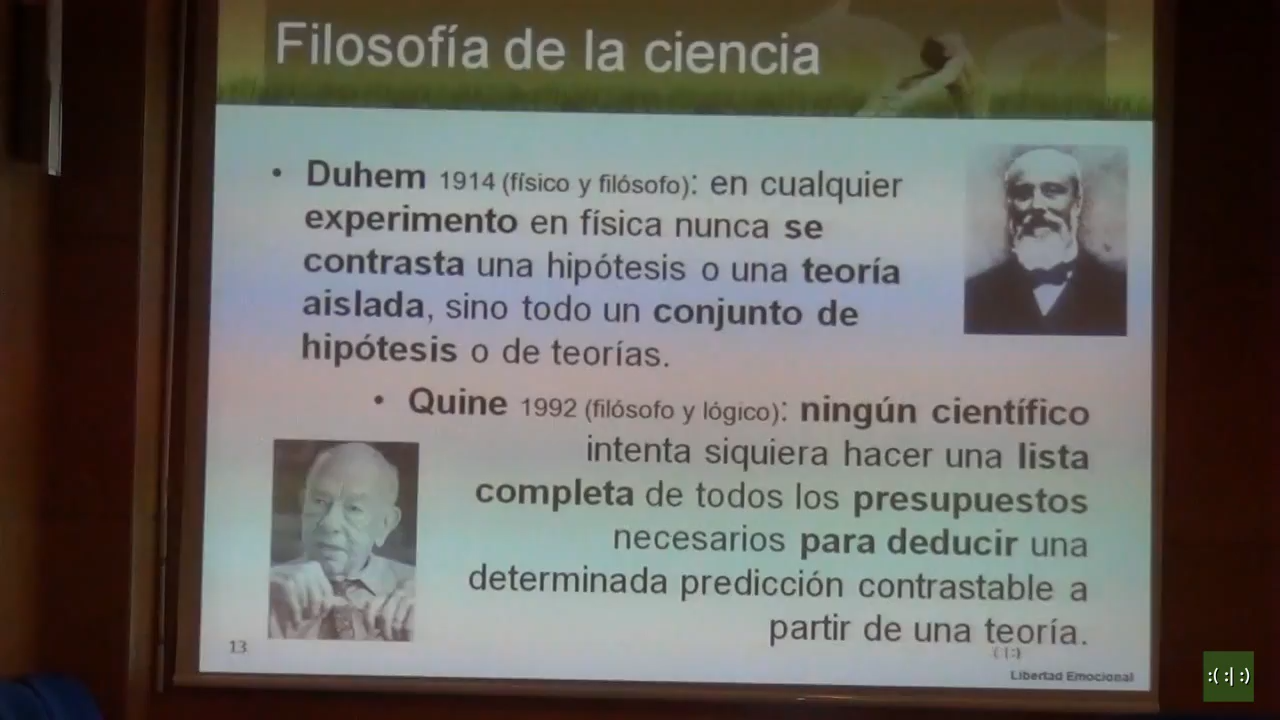 Filosofía de la ciencia
• Duhem 1914 (físico y filósofo): en cualquier
experimento en física nunca se
contrasta una hipótesis o una teoría
aislada, sino todo un conjunto de
hipótesis o de teorías.
• Quine 1992 (filósofo y lógico): ningún científico
intenta siquiera hacer una lista
completa de todos los presupuestos
necesarios para deducir una
determinada predicción contrastable a
partir de una teoría.
13
(|:)
Libertad Emocional
:( :| :)